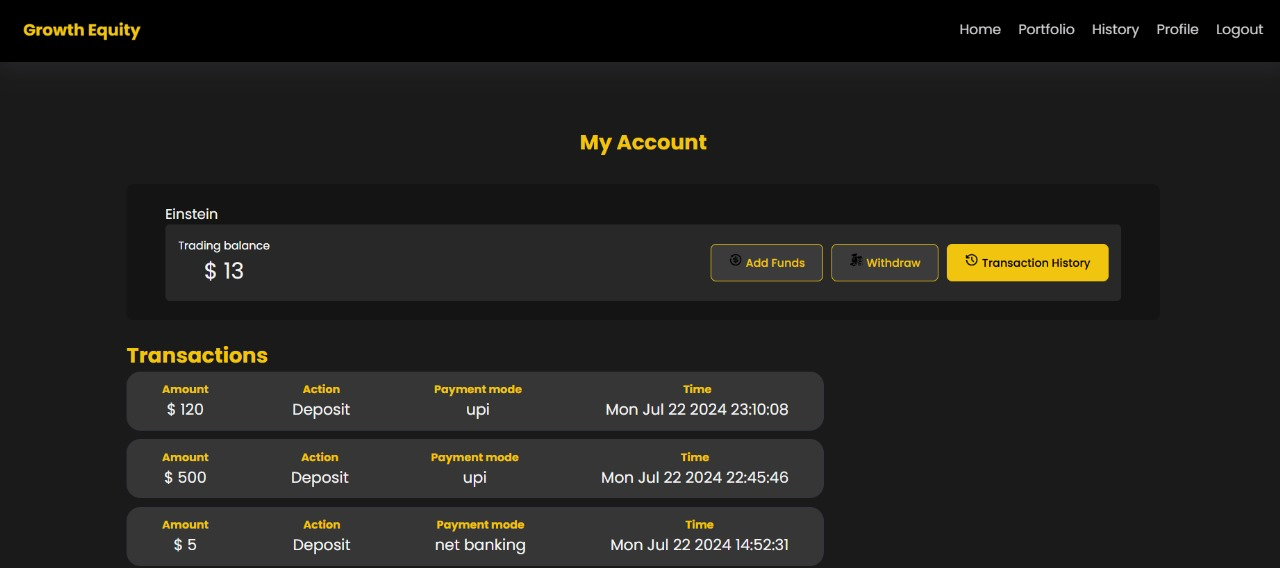 Growth Equity Home Portfolio History Profile Logout
My Account
Einstein
Trading balance
$ 13
Add Funds Withdraw Transaction History
Transactions
Amount Action Payment mode Time
$ 120 Deposit upi Mon Jul 22 2024 23:10:08
Amount Action Payment mode Time
$ 500 Deposit upi Mon Jul 22 2024 22:45:46
Amount Action Payment mode Time
$ 5 Deposit net banking Mon Jul 22 2024 14:52:31